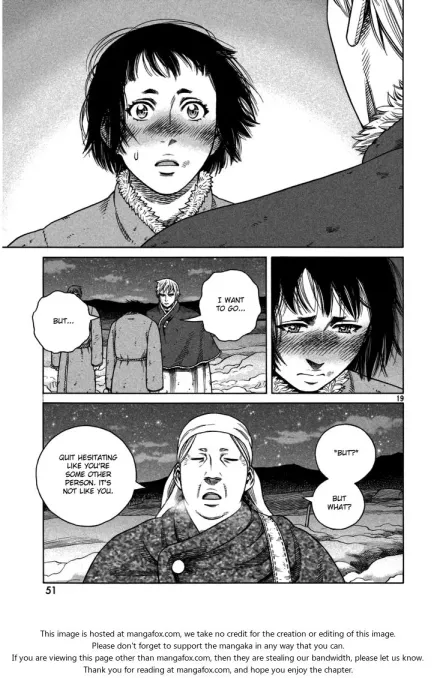 I WANT
TO GO...
BUT...
19
"BUT?"
BUT
WHAT?
QUIT HESITATING
LIKE YOU'RE
SOME OTHER
PERSON. IT'S
NOT LIKE YOU.
51
This image is hosted at mangafox.com, we take no credit for the creation or editing of this image.
Please don't forget to support the mangaka in any way that you can.
If you are viewing this page other than mangafox.com, then they are stealing our bandwidth, please let us know.
Thank you for reading at mangafox.com, and hope you enjoy the chapter.